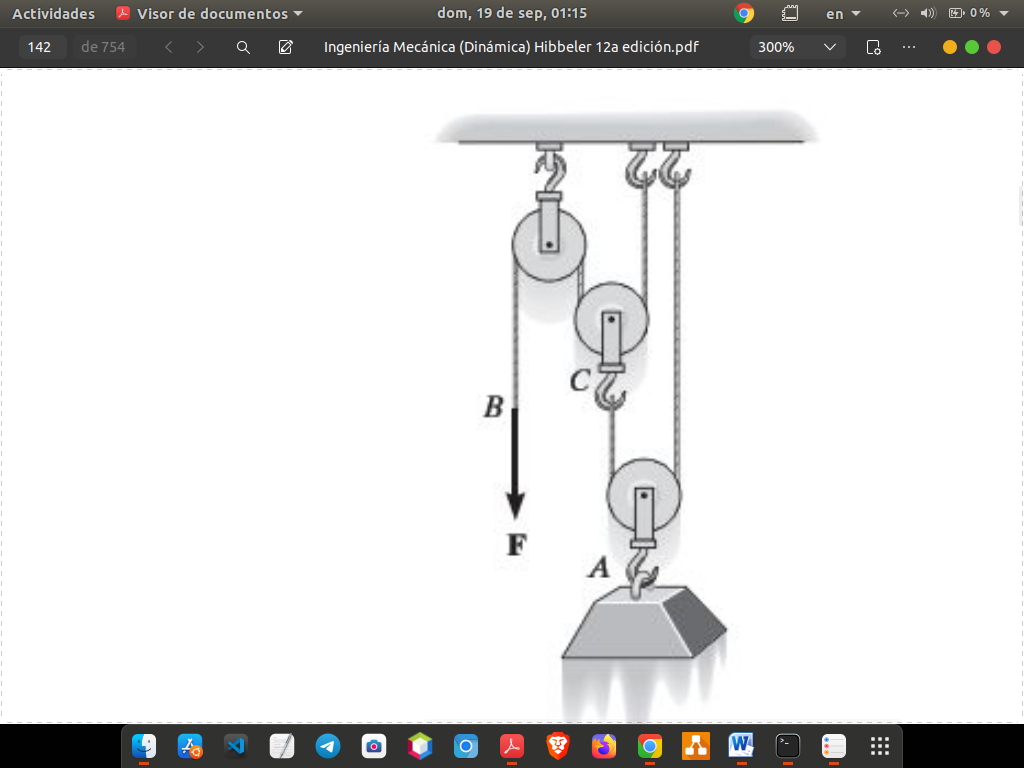 Actividades Visor de documentos dom, 19 de sep, 01:15 en 0 %
142 de 754 Ingeniería Mecánica (Dinámica) Hibbeler 12a edición.pdf 300% ...
C
B
F
A